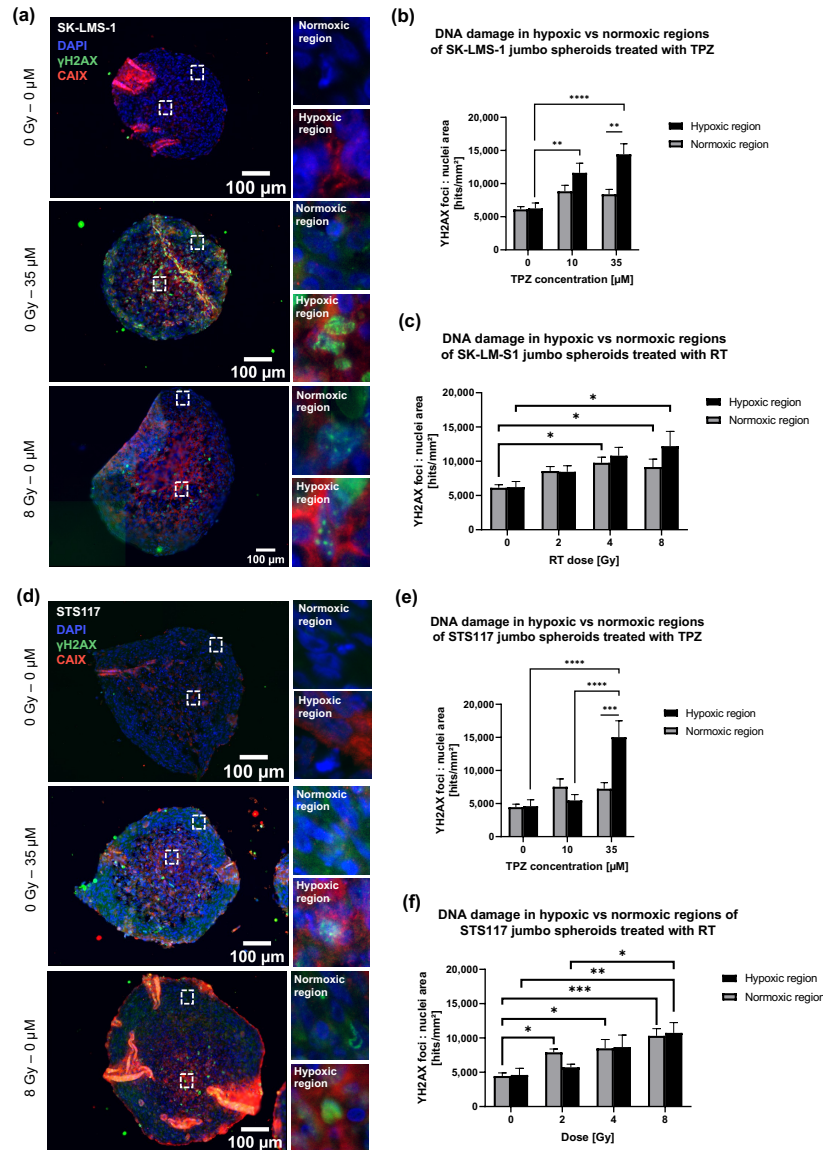 (a)
SK-LMS-1
DAPI
γH2AX
CAIX
0 Gy – 0 µM
100 µm
Normoxic
region
Hypoxic
region
0 Gy – 35 µM
100 µm
Normoxic
region
Hypoxic
region
8 Gy – 0 µM
100 µm
Normoxic
region
Hypoxic
region
(b)
DNA damage in hypoxic vs normoxic regions
of SK-LMS-1 jumbo spheroids treated with TPZ
YH2AX foci : nuclei area
[hits/mm²]
20,000
15,000
10,000
5,000
0
****
**
**
0 10 35
TPZ concentration [µM]
Hypoxic region
Normoxic region
(c)
DNA damage in hypoxic vs normoxic regions
of SK-LM-S1 jumbo spheroids treated with RT
YH2AX foci : nuclei area
[hits/mm²]
20,000
15,000
10,000
5,000
0
*
*
*
0 2 4 8
RT dose [Gy]
Hypoxic region
Normoxic region
(d)
STS117
DAPI
γH2AX
CAIX
0 Gy – 0 µM
100 µm
Normoxic
region
Hypoxic
region
0 Gy – 35 µM
100 µm
Normoxic
region
Hypoxic
region
8 Gy – 0 µM
100 µm
Normoxic
region
Hypoxic
region
(e)
DNA damage in hypoxic vs normoxic regions
of STS117 jumbo spheroids treated with TPZ
YH2AX foci : nuclei area
[hits/mm²]
20,000
15,000
10,000
5,000
0
****
****
***
0 10 35
TPZ concentration [µM]
Hypoxic region
Normoxic region
(f)
DNA damage in hypoxic vs normoxic regions of
STS117 jumbo spheroids treated with RT
YH2AX foci : nuclei area
[hits/mm²]
20,000
15,000
10,000
5,000
0
*
**
***
*
*
0 2 4 8
Dose [Gy]
Hypoxic region
Normoxic region